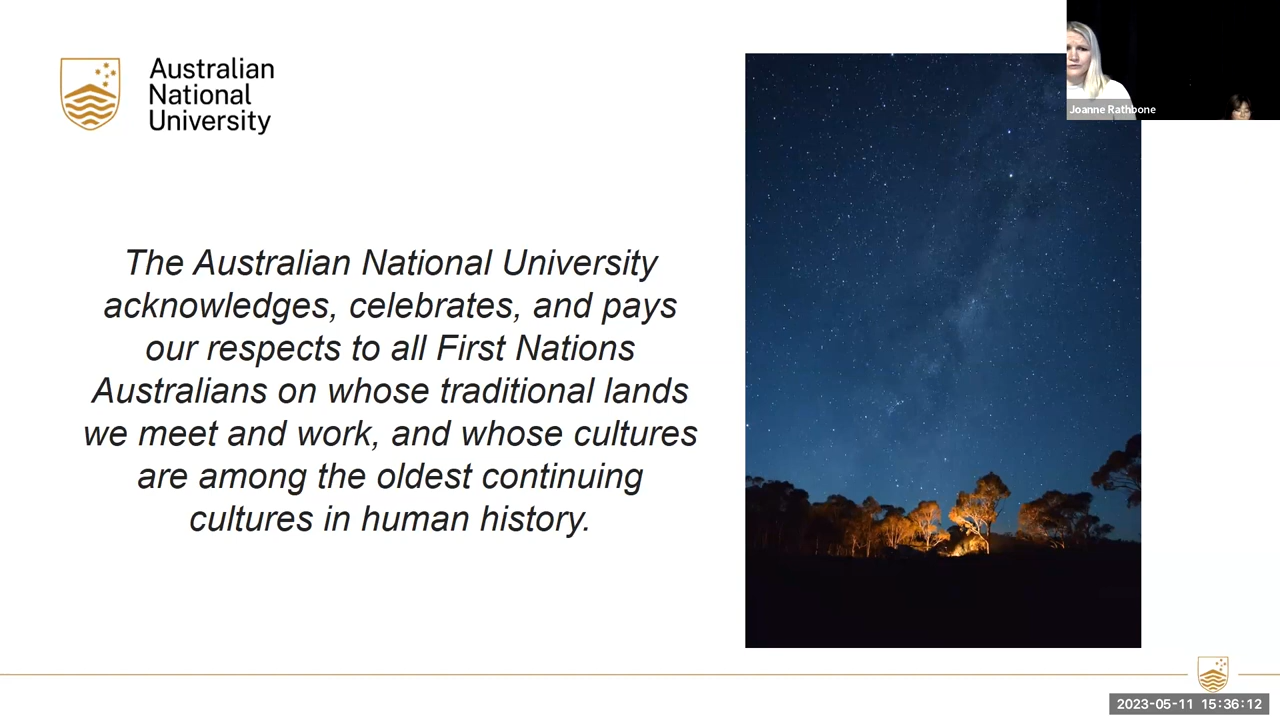 Australian
National
University
Joanne Rathbone
The Australian National University
acknowledges, celebrates, and pays
our respects to all First Nations
Australians on whose traditional lands
we meet and work, and whose cultures
are among the oldest continuing
cultures in human history.
2023-05-11 15:36:12